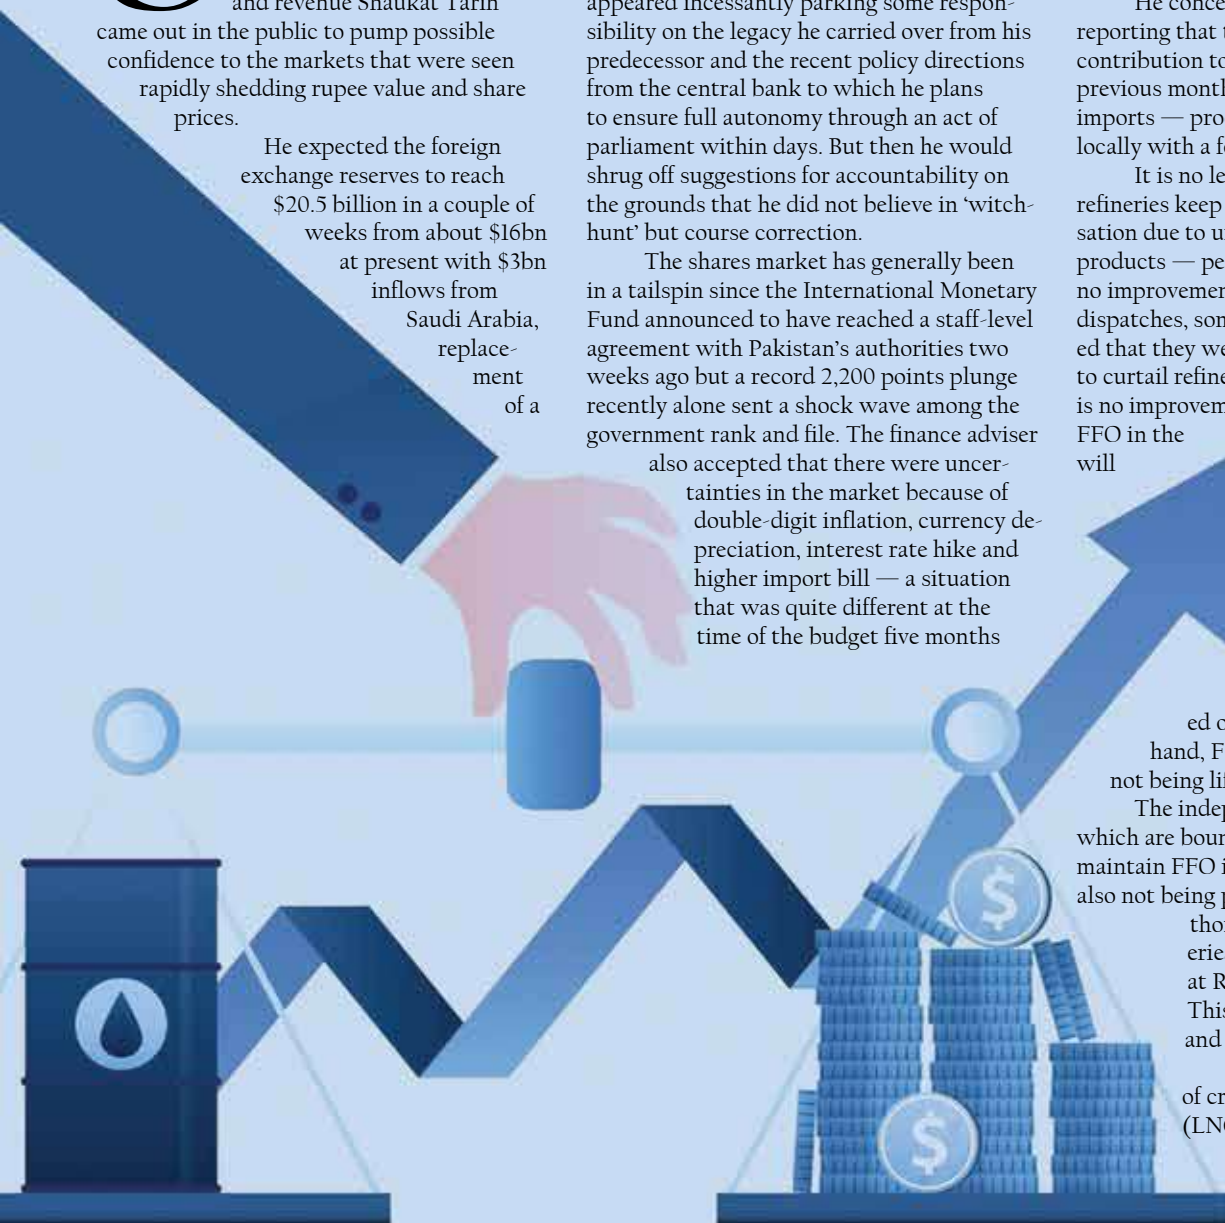 and revenue Shaukat Tarin
came out in the public to pump possible
confidence to the markets that were seen
rapidly shedding rupee value and share
prices.
He expected the foreign
exchange reserves to reach
$20.5 billion in a couple of
weeks from about $16bn
at present with $3bn
inflows from
Saudi Arabia,
replace-
ment
of a
appeared incessantly parking some respon-
sibility on the legacy he carried over from his
predecessor and the recent policy directions
from the central bank to which he plans
to ensure full autonomy through an act of
parliament within days. But then he would
shrug off suggestions for accountability on
the grounds that he did not believe in ‘witch-
hunt’ but course correction.
The shares market has generally been
in a tailspin since the International Monetary
Fund announced to have reached a staff-level
agreement with Pakistan’s authorities two
weeks ago but a record 2,200 points plunge
recently alone sent a shock wave among the
government rank and file. The finance adviser
also accepted that there were uncer-
tainties in the market because of
double-digit inflation, currency de-
preciation, interest rate hike and
higher import bill — a situation
that was quite different at the
time of the budget five months
He conce
reporting that
contribution to
previous month
imports — pro
locally with a
It is no le
refineries keep
sation due to
products — pe
no improvemen
dispatches, som
ed that they we
to curtail refine
is no improvem
FFO in the
will
ed
hand, F
not being
The indep
which are boun
maintain FFO
also not being
thor
erie
at R
This
and
of cr
(LN
$
$